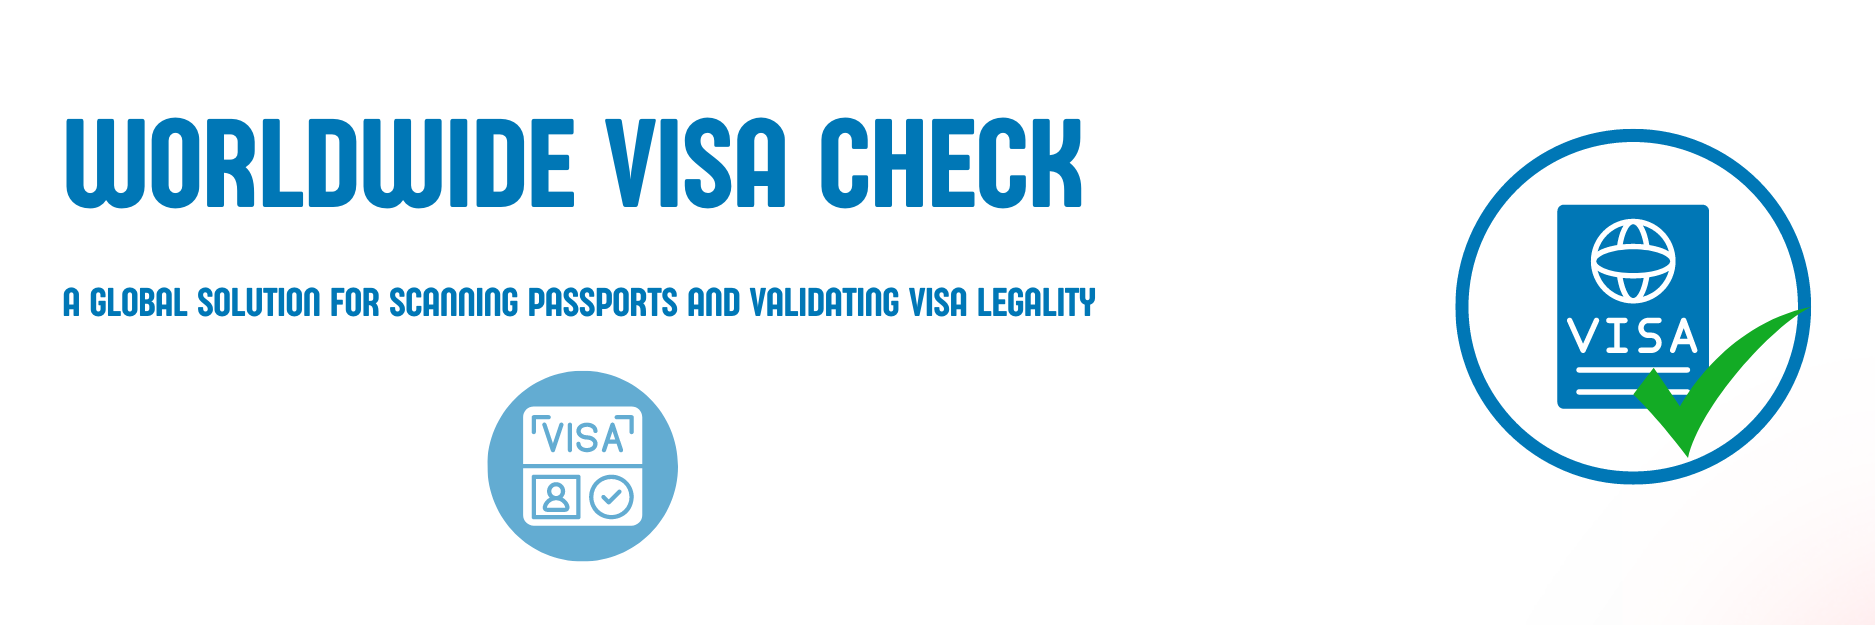 WORLDWIDE VISA CHECK
A GLOBAL SOLUTION FOR SCANNING PASSPORTS AND VALIDATING VISA LEGALITY
VISA
VISA